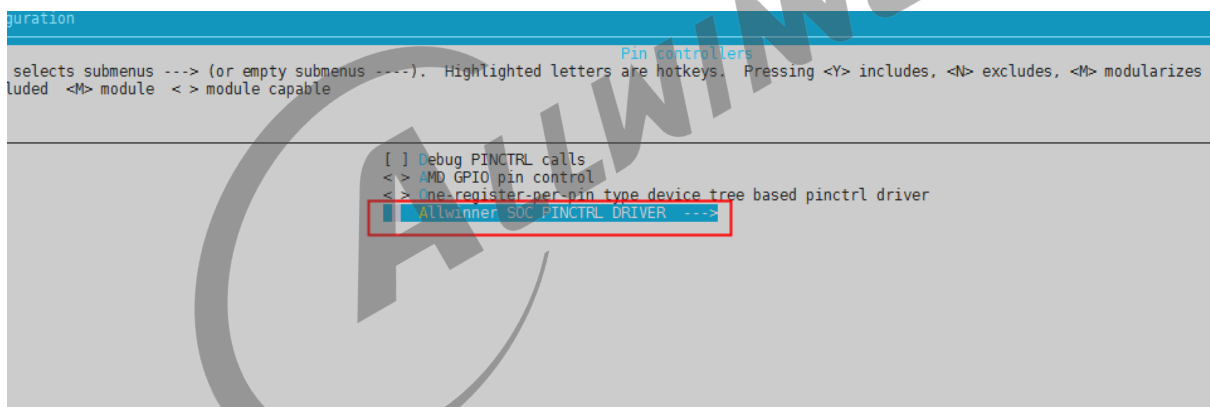 guration
Pin controllers
selects submenus ---> (or empty submenus ----). Highlighted letters are hotkeys. Pressing <Y> includes, <N> excludes, <M> modularizes
luded <M> module < > module capable
[ ] Debug PINCTRL calls
< > AMD GPIO pin control
< > One-register-per-pin type device tree based pinctrl driver
Allwinner SOC PINCTRL DRIVER --->
ALLWINNE